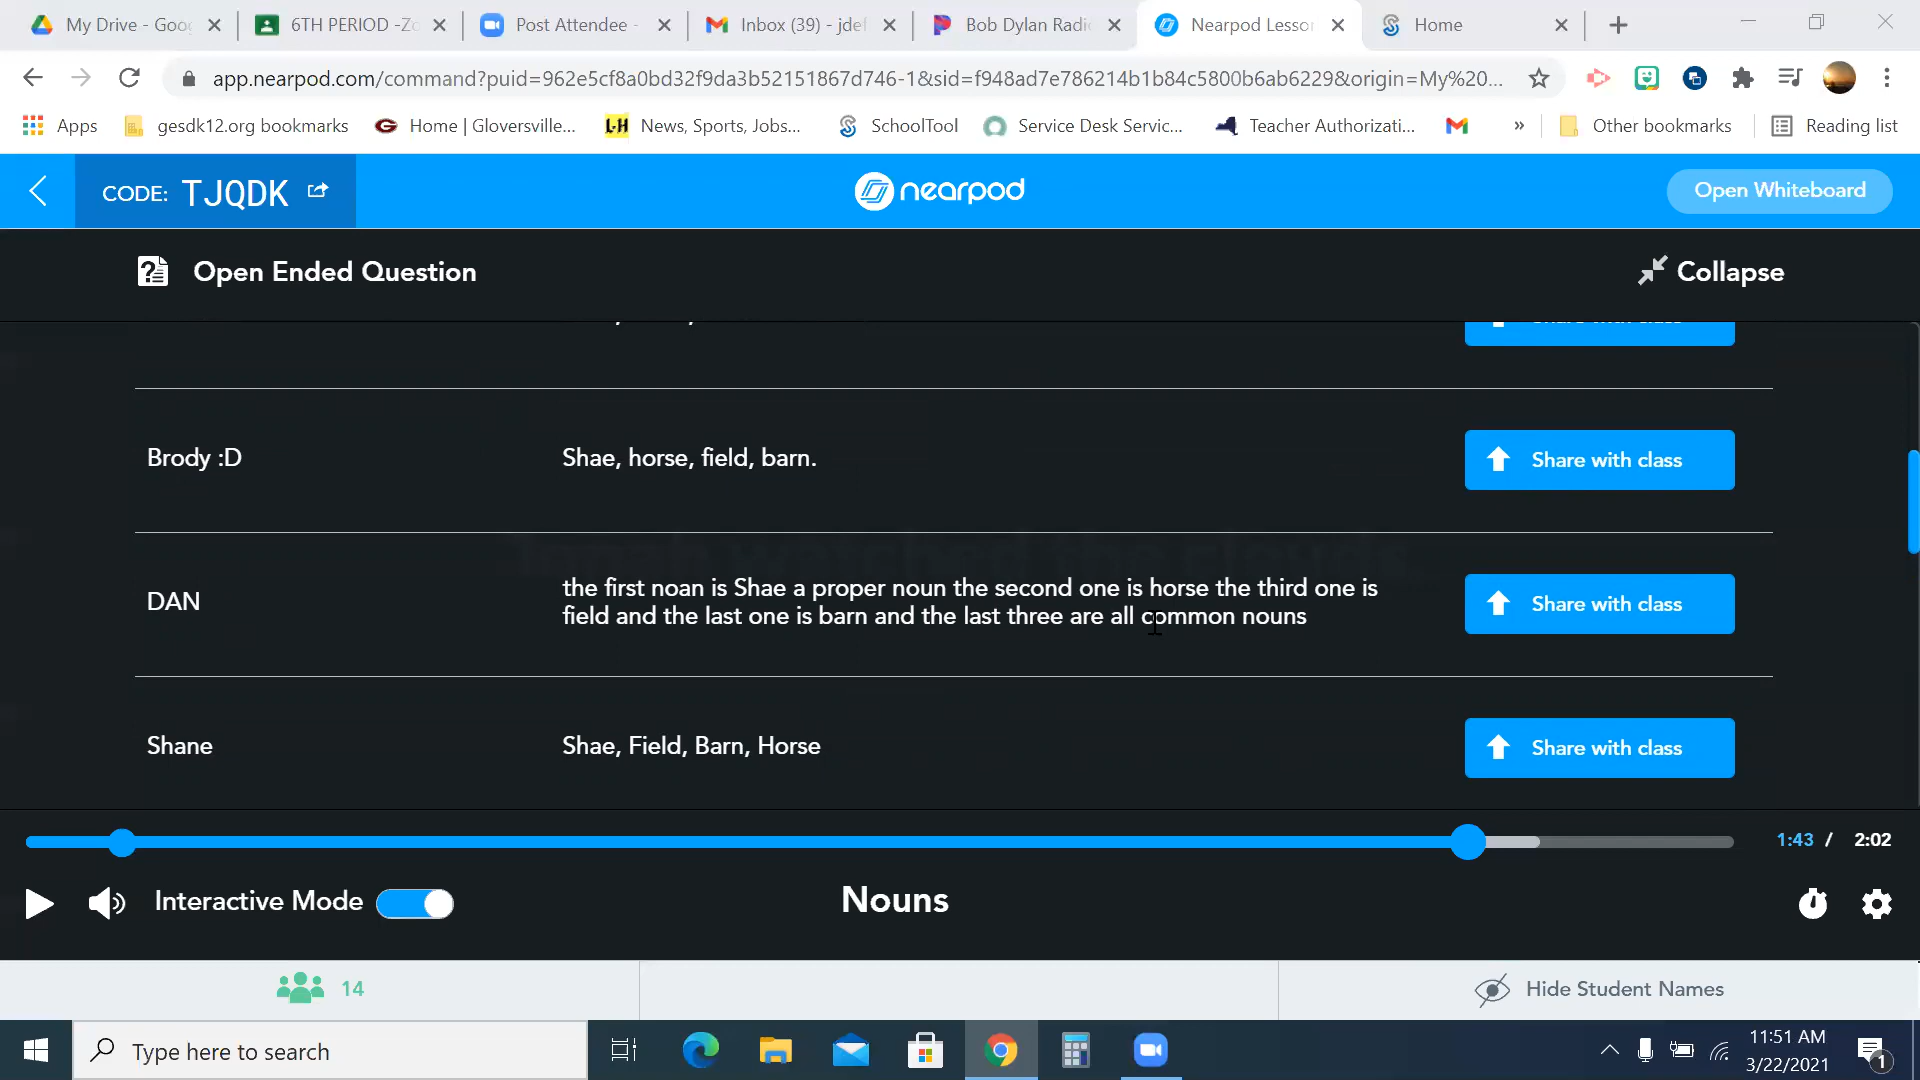 My Drive - Goog
6TH PERIOD -Zo
Post Attendee -
Inbox (39) - jdef
Bob Dylan Radio
Nearpod Lesson
Home
app.nearpod.com/command?puid=962e5cf8a0bd32f9da3b52151867d746-1&sid=f948ad7e786214b1b84c5800b6ab6229&origin=My%20...
Apps
gesdk12.org bookmarks
Home | Gloversville...
News, Sports, Jobs...
SchoolTool
Service Desk Servic...
Teacher Authorizati...
»
Other bookmarks
Reading list
CODE: TJQDK
nearpod
Open Whiteboard
Open Ended Question
Collapse
Brody :D
Shae, horse, field, barn.
Share with class
DAN
the first noan is Shae a proper noun the second one is horse the third one is
field and the last one is barn and the last three are all common nouns
Share with class
Shane
Shae, Field, Barn, Horse
Share with class
1:43 / 2:02
Interactive Mode
Nouns
14
Hide Student Names
Type here to search
11:51 AM
3/22/2021
1